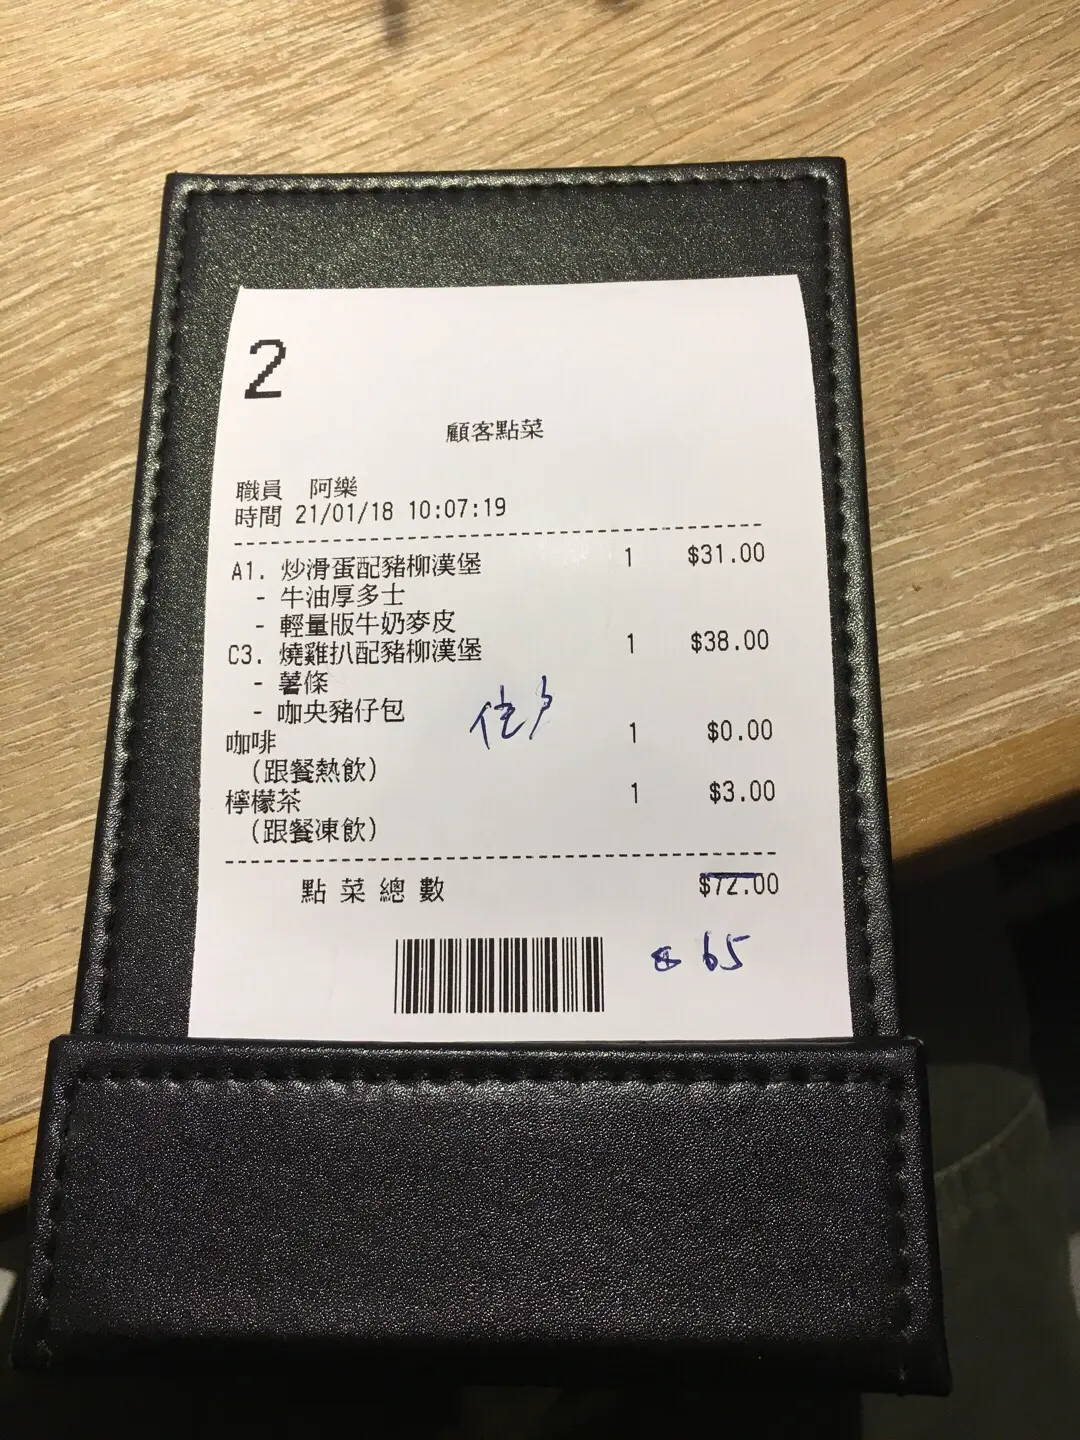 2
顧客點菜
職員 阿樂
時間 21/01/18 10:07:19
A1. 炒滑蛋配豬柳漢堡 1 $31.00
- 牛油厚多士
- 輕量版牛奶麥皮
C3. 燒雞扒配豬柳漢堡 1 $38.00
- 薯條
- 咖央豬仔包
住戶
咖啡 1 $0.00
(跟餐熱飲)
檸檬茶 1 $3.00
(跟餐凍飲)
點菜總數 $72.00
65